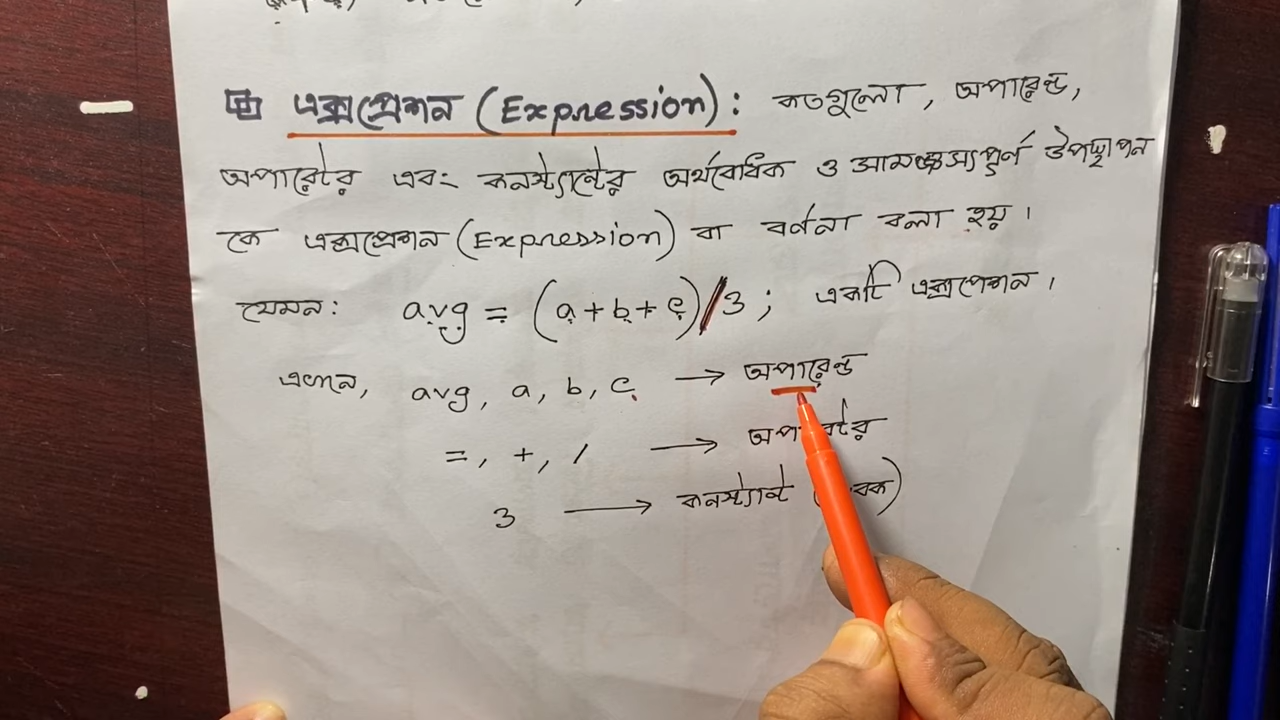 এক্সপ্রেশন (Expression): কতগুলো, অপারেন্ড,
অপারেটর এবং কনস্ট্যান্টের অর্থবোধক ও সামঞ্জস্যপূর্ণ উপস্থাপন
কে এক্সপ্রেশন (Expression) বা বর্ণনা বলা হয়।
যেমন: avg = (a+b+c)/3; একটি এক্সপ্রেশন।
এখানে, avg, a, b, c → অপারেন্ড
=, +, / →
3 → কনস্ট্যান্ট